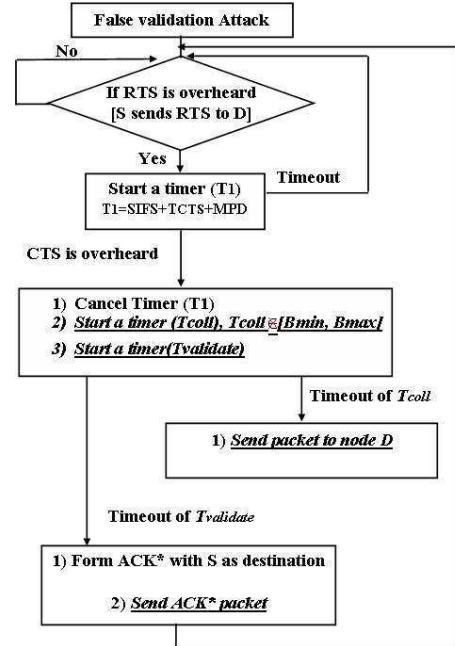 False validation Attack
No
If RTS is overheard
[S sends RTS to D]
Yes
Timeout
Start a timer (T1)
T1=SIFS+TCTS+MPD
CTS is overheard
1) Cancel Timer (T1)
2) Start a timer (Tcoll), Tcoll ∈[Bmin, Bmax]
3) Start a timer(Tvalidate)
Timeout of Tcoll
1) Send packet to node D
Timeout of Tvalidate
1) Form ACK* with S as destination
2) Send ACK* packet